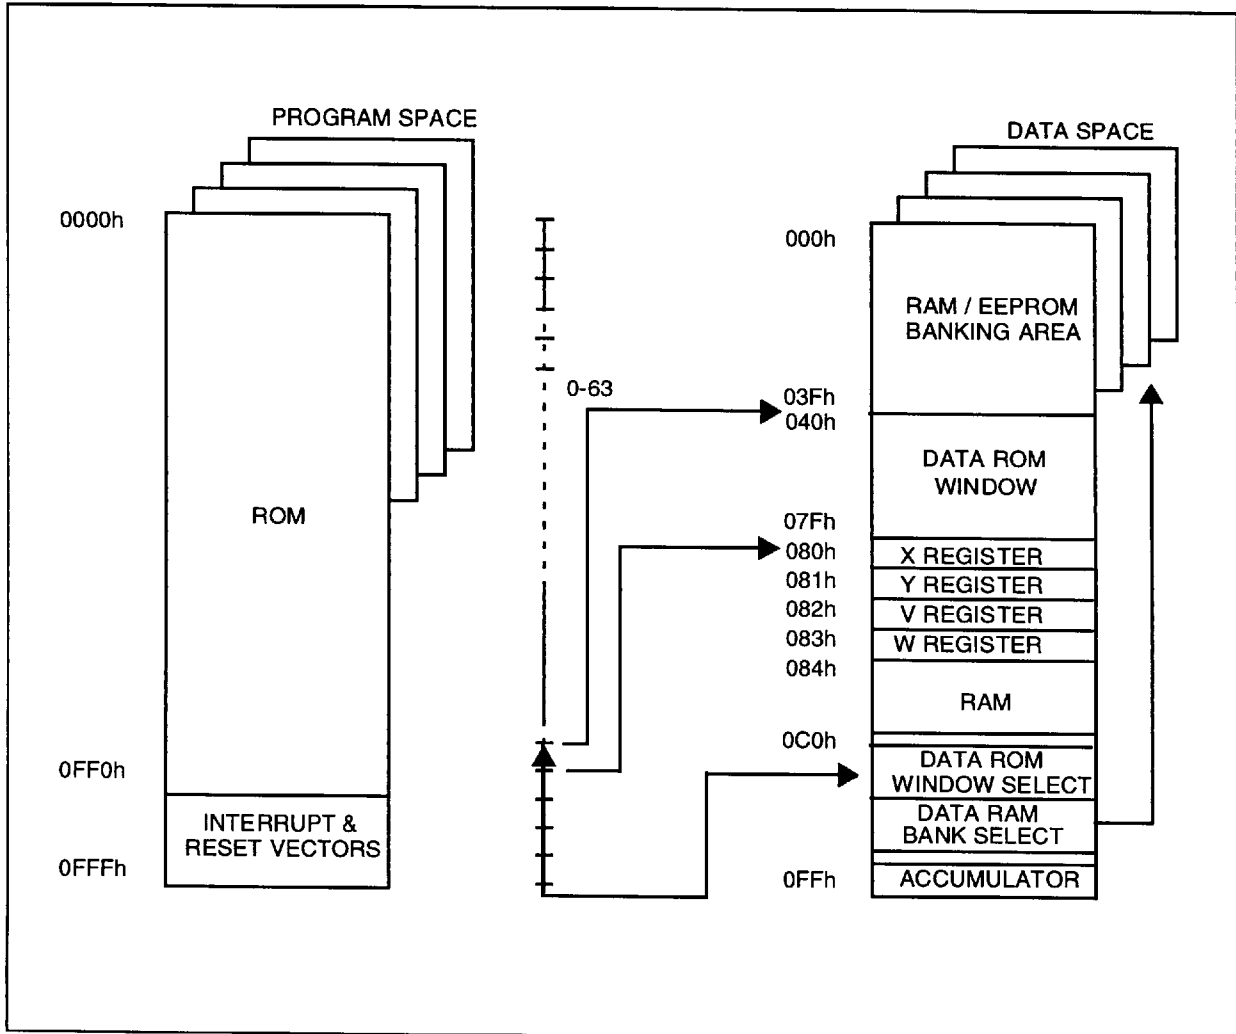 PROGRAM SPACE
0000h
ROM
0FF0h
INTERRUPT &
RESET VECTORS
0FFFh
0-63
DATA SPACE
000h
RAM / EEPROM
BANKING AREA
03Fh
040h
DATA ROM
WINDOW
07Fh
080h
X REGISTER
081h
Y REGISTER
082h
V REGISTER
083h
W REGISTER
084h
RAM
0C0h
DATA ROM
WINDOW SELECT
DATA RAM
BANK SELECT
0FFh
ACCUMULATOR